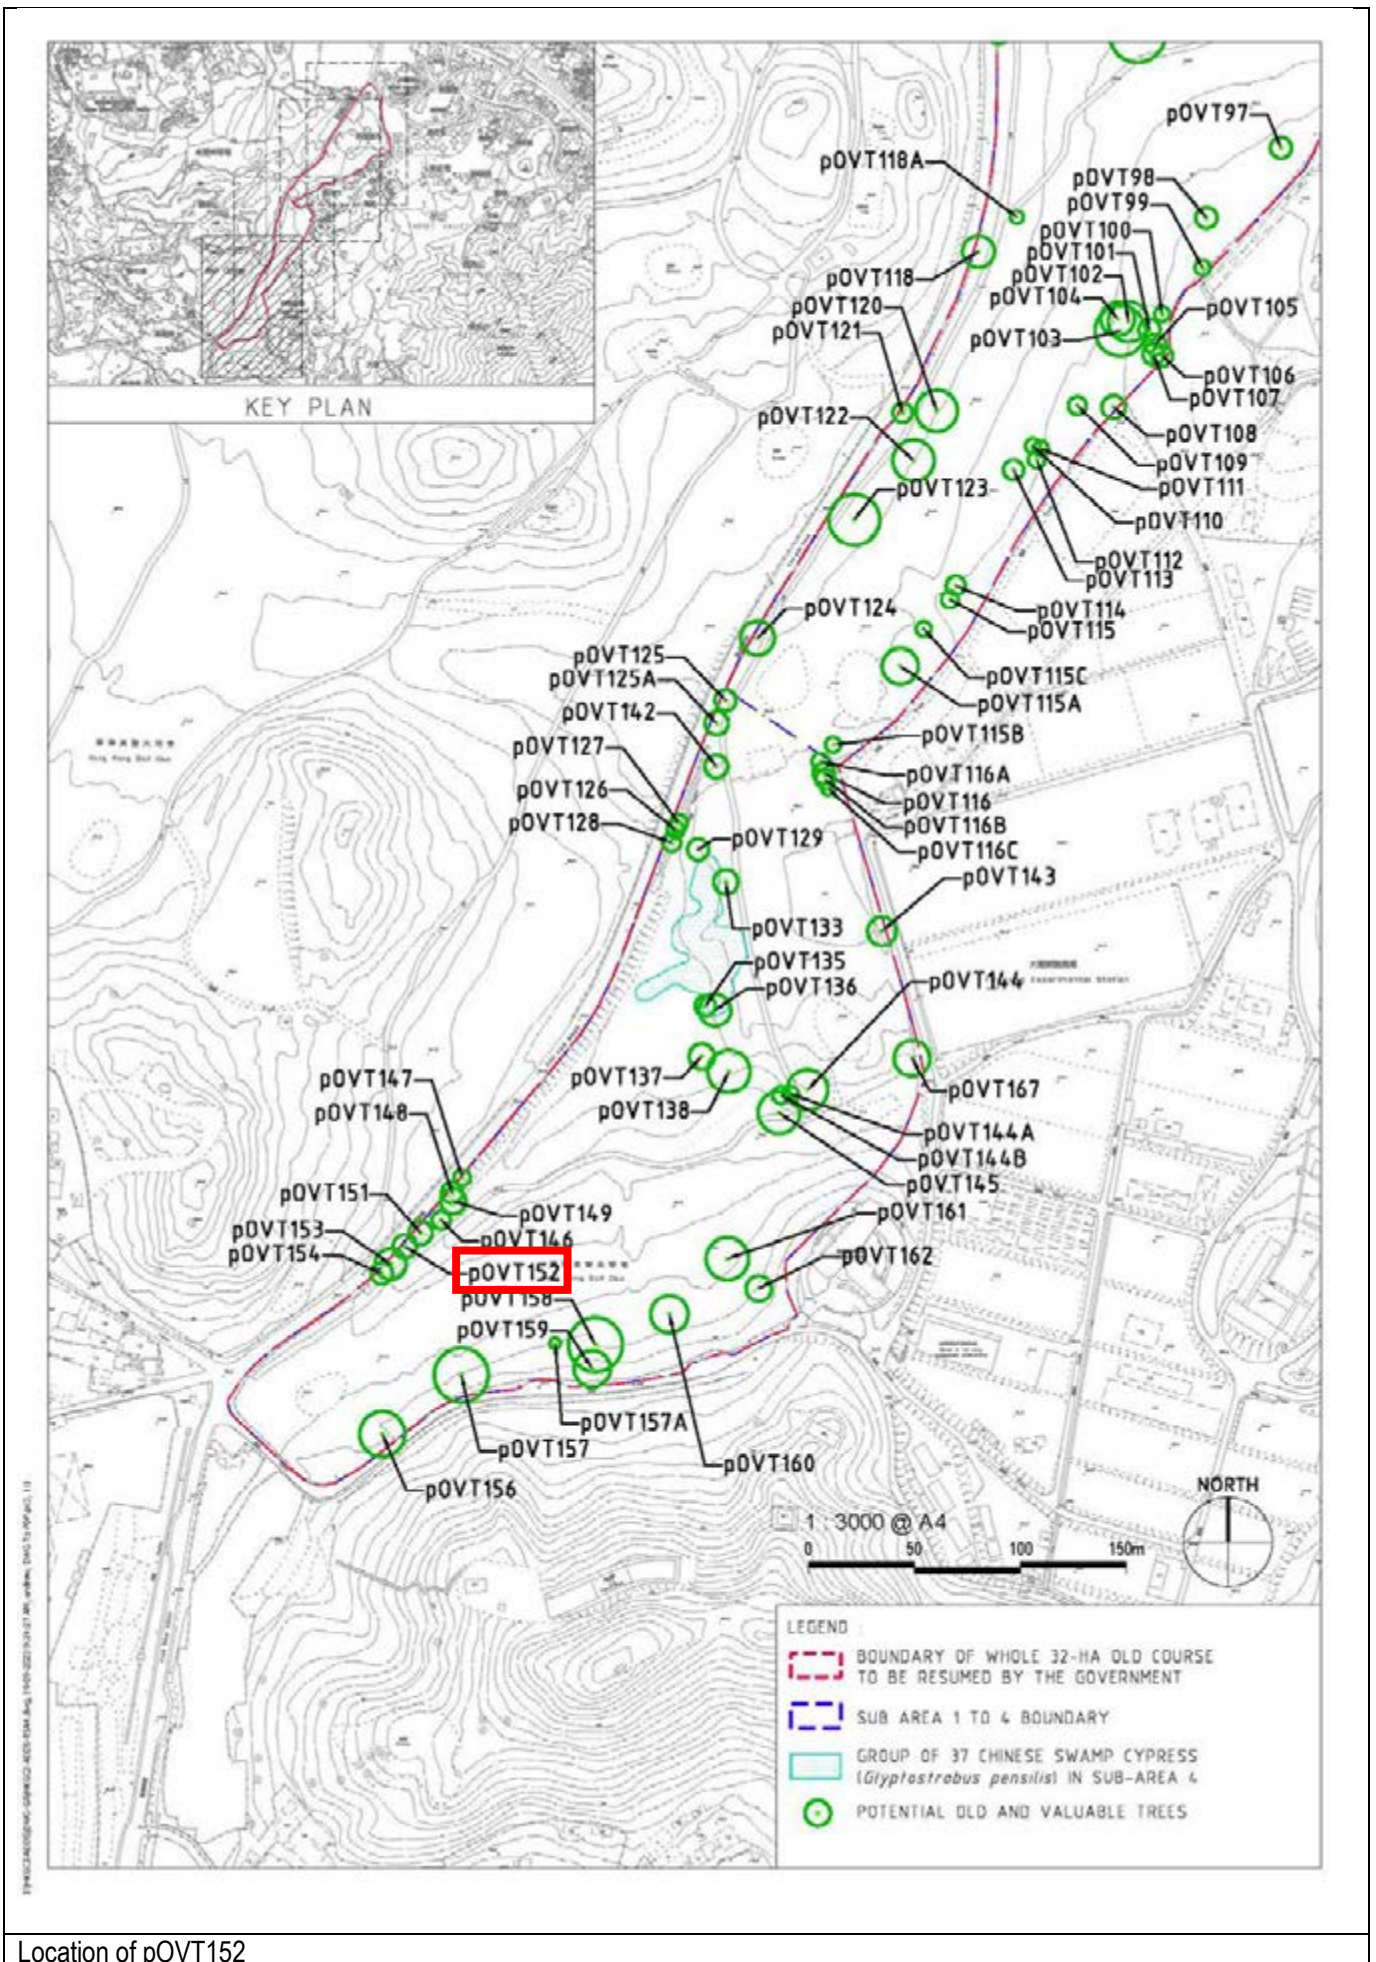 KEY PLAN
pOVT97
pOVT118A
pOVT98
pOVT99
pOVT100
pOVT101
pOVT118
pOVT102
pOVT120
pOVT104
pOVT105
pOVT121
pOVT103
pOVT106
pOVT107
pOVT122
pOVT108
pOVT109
pOVT123
pOVT111
pOVT110
pOVT112
pOVT113
pOVT124
pOVT114
pOVT115
pOVT125
pOVT125A
pOVT115C
pOVT115A
pOVT142
pOVT115B
pOVT127
pOVT116A
pOVT126
pOVT116
pOVT128
pOVT116B
pOVT129
pOVT116C
pOVT143
pOVT133
pOVT135
pOVT144
pOVT136
pOVT147
pOVT137
pOVT167
pOVT148
pOVT138
pOVT144A
pOVT144B
pOVT145
pOVT151
pOVT149
pOVT161
pOVT153
pOVT146
pOVT154
pOVT162
pOVT152
pOVT158
pOVT159
pOVT157A
pOVT157
pOVT160
pOVT156
NORTH
1 : 3000 @ A4
0 50 100 150m
LEGEND :
BOUNDARY OF WHOLE 32-HA OLD COURSE
TO BE RESUMED BY THE GOVERNMENT
SUB AREA 1 TO 4 BOUNDARY
GROUP OF 37 CHINESE SWAMP CYPRESS
(Glyptostrobus pensilis) IN SUB-AREA 4
POTENTIAL OLD AND VALUABLE TREES
Location of pOVT152